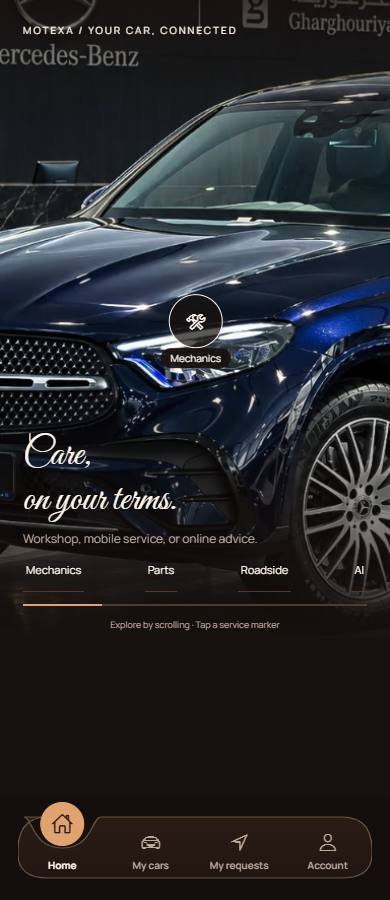 MOTEXA / YOUR CAR, CONNECTED
Gharghouriya
ercedes-Benz
Mechanics
Care,
on your terms.
Workshop, mobile service, or online advice.
Mechanics
Parts
Roadside
AI
Explore by scrolling · Tap a service marker
Home
My cars
My requests
Account